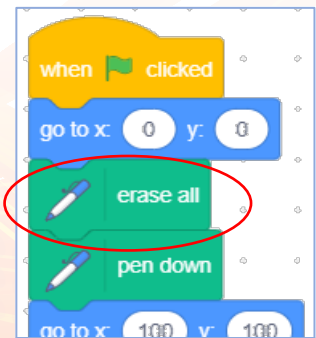 when clicked
go to x: 0 y: 0
erase all
pen down
go to x: 100 y: 100